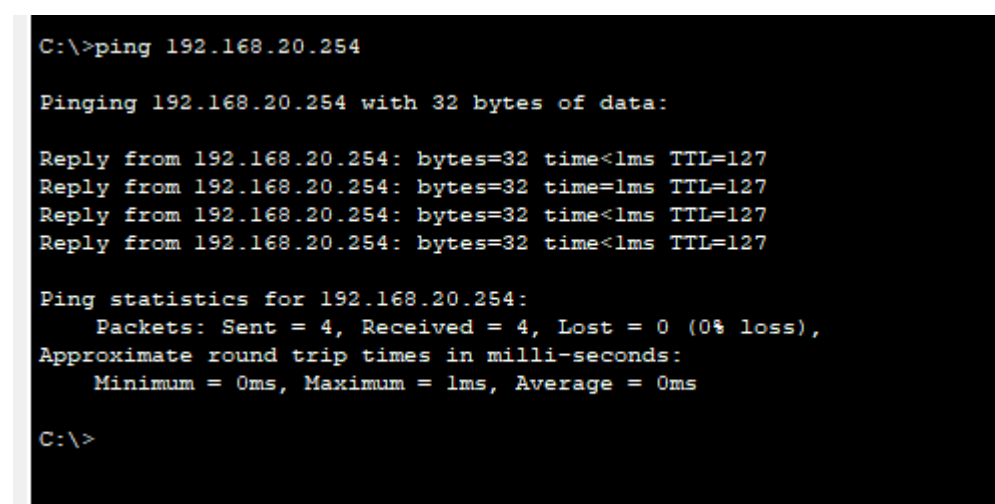 C:\>ping 192.168.20.254
Pinging 192.168.20.254 with 32 bytes of data:
Reply from 192.168.20.254: bytes=32 time<1ms TTL=127
Reply from 192.168.20.254: bytes=32 time=1ms TTL=127
Reply from 192.168.20.254: bytes=32 time<1ms TTL=127
Reply from 192.168.20.254: bytes=32 time<1ms TTL=127
Ping statistics for 192.168.20.254:
    Packets: Sent = 4, Received = 4, Lost = 0 (0% loss),
Approximate round trip times in milli-seconds:
    Minimum = 0ms, Maximum = 1ms, Average = 0ms
C:\>